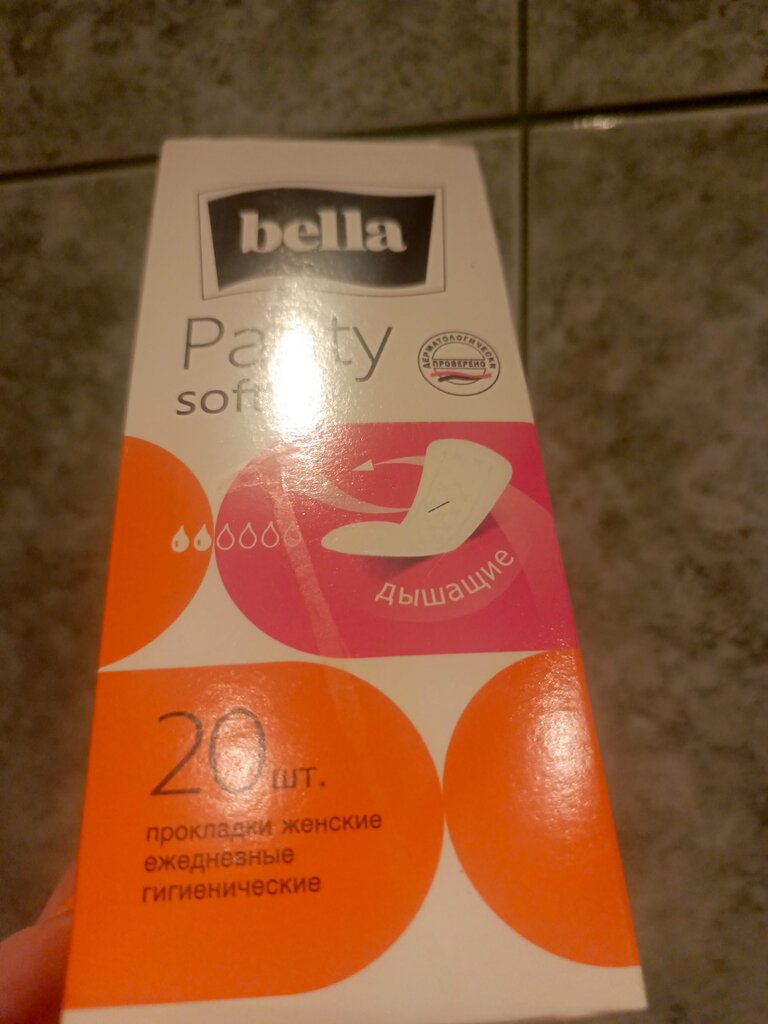 bella
Panty
soft
ДЕРМАТОЛОГИЧЕСКИ
ПРОВЕРЕНО
дышащие
20 шт.
прокладки женские
ежедневные
гигиенические